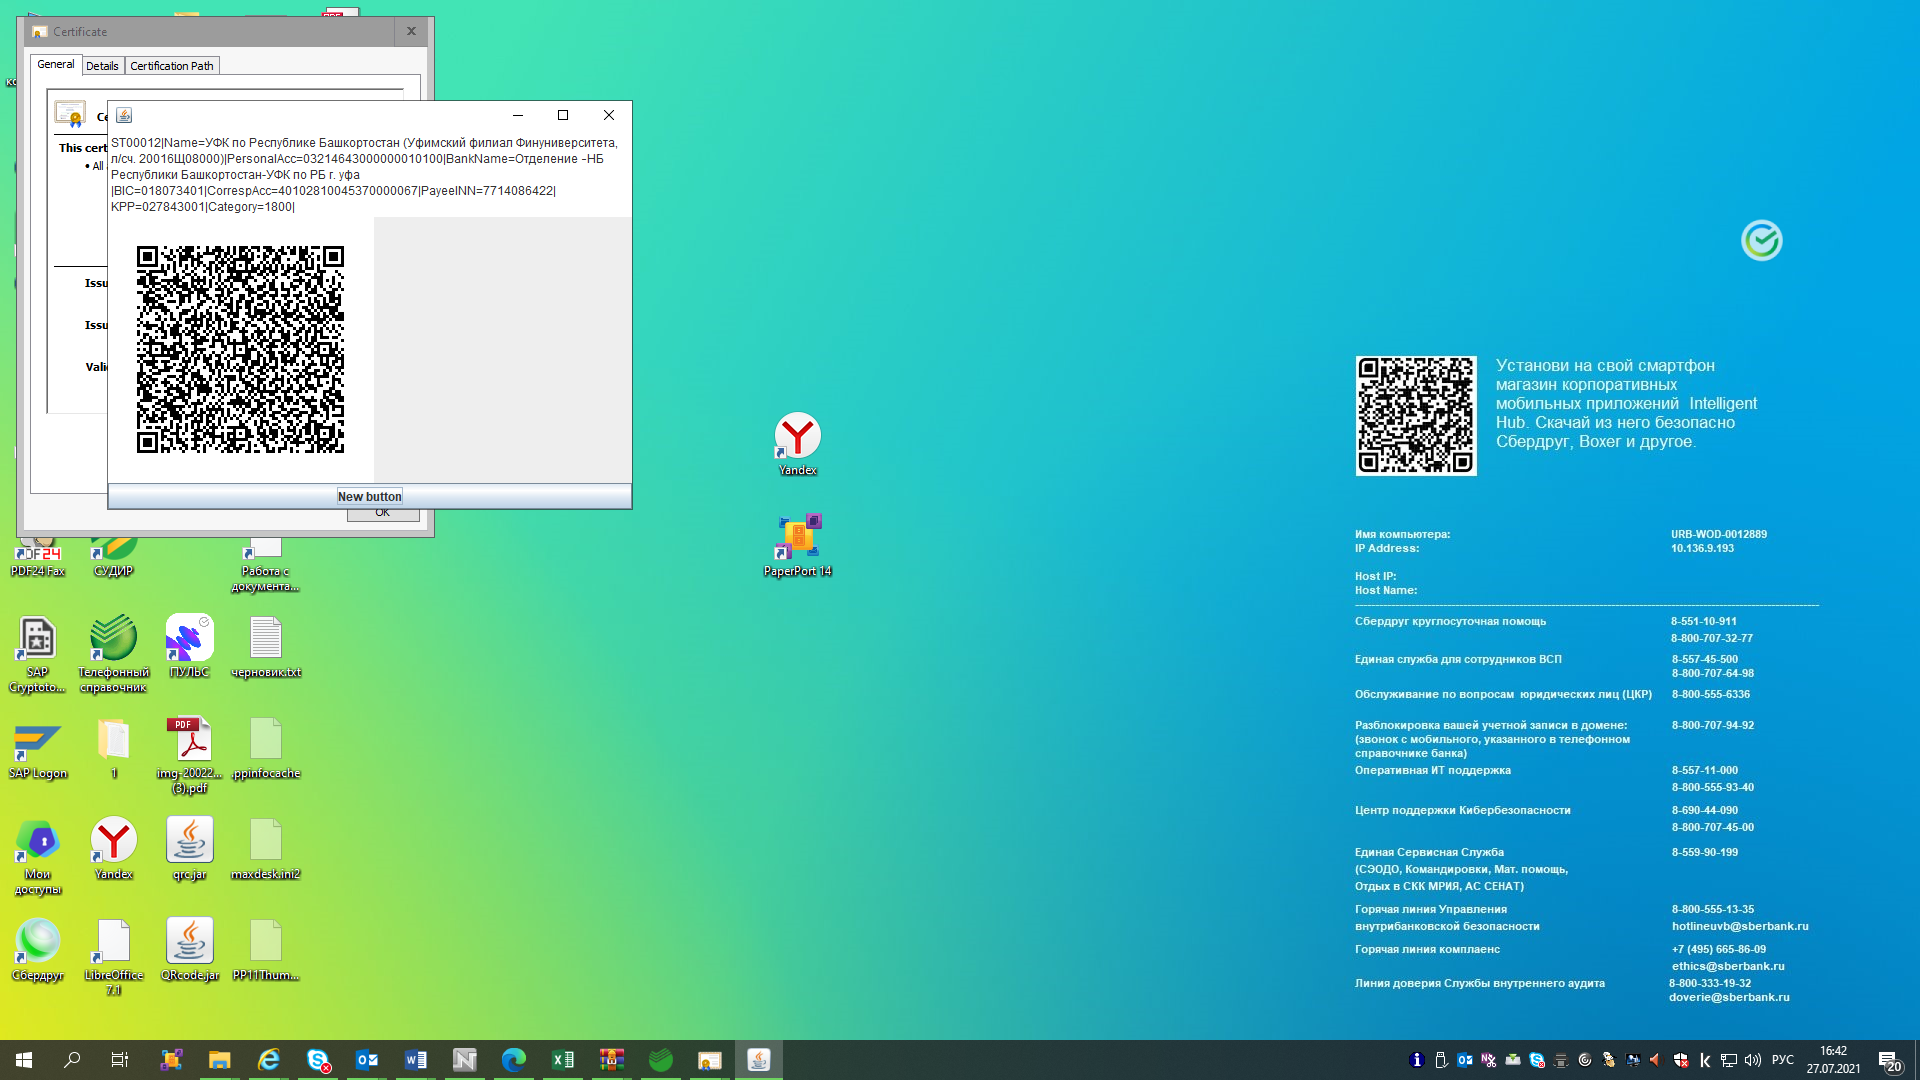 Certificate
General
Details
Certification Path
This cert
• All
Issu
Issu
Vali
OK
ST00012|Name=УФК по Республике Башкортостан (Уфимский филиал Финуниверситета,
л/сч. 20016Щ08000)|PersonalAcc=03214643000000010100|BankName=Отделение -НБ
Республики Башкортостан-УФК по РБ г. уфа
|BIC=018073401|CorrespAcc=40102810045370000067|PayeeINN=7714086422|
KPP=027843001|Category=1800|
New button
Yandex
PaperPort 14
PDF24 Fax
СУДИР
Работа с
документа...
SAP
Cryptoto...
Телефонный
справочник
ПУЛЬС
черновик.txt
SAP Logon
1
PDF
img-20022...
(3).pdf
.ppinfocache
Мои
доступы
Yandex
qrc.jar
maxdesk.ini2
Сбердруг
LibreOffice
7.1
QRcode.jar
PP11Thum...
Установи на свой смартфон
магазин корпоративных
мобильных приложений Intelligent
Hub. Скачай из него безопасно
Сбердруг, Boxer и другое.
Имя компьютера: URB-WOD-0012889
IP Address: 10.136.9.193
Host IP:
Host Name:
Сбердруг круглосуточная помощь 8-551-10-911
8-800-707-32-77
Единая служба для сотрудников ВСП 8-557-45-500
8-800-707-64-98
Обслуживание по вопросам юридических лиц (ЦКР) 8-800-555-6336
Разблокировка вашей учетной записи в домене: 8-800-707-94-92
(звонок с мобильного, указанного в телефонном
справочнике банка)
Оперативная ИТ поддержка 8-557-11-000
8-800-555-93-40
Центр поддержки Кибербезопасности 8-690-44-090
8-800-707-45-00
Единая Сервисная Служба 8-559-90-199
(СЭОДО, Командировки, Мат. помощь,
Отдых в СКК МРИЯ, АС СЕНАТ)
Горячая линия Управления 8-800-555-13-35
внутрибанковской безопасности hotlineuvb@sberbank.ru
Горячая линия комплаенс +7 (495) 665-86-09
ethics@sberbank.ru
Линия доверия Службы внутреннего аудита 8-800-333-19-32
doverie@sberbank.ru
РУС
16:42
27.07.2021
20